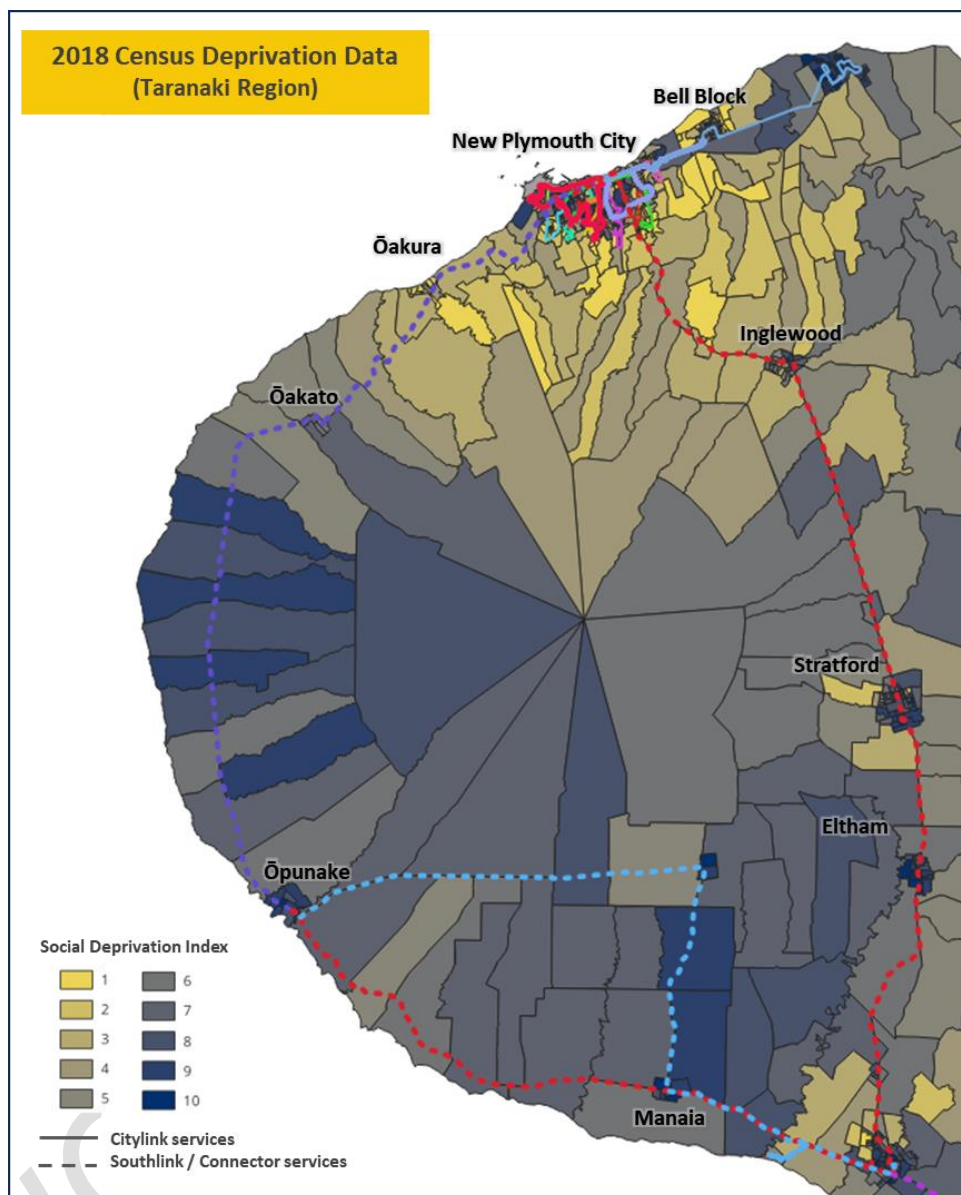 2018 Census Deprivation Data
(Taranaki Region)
Bell Block
New Plymouth City
Ōakura
Inglewood
Ōakato
Stratford
Eltham
Ōpunake
Manaia
Social Deprivation Index
1 6
2 7
3 8
4 9
5 10
Citylink services
Southlink / Connector services